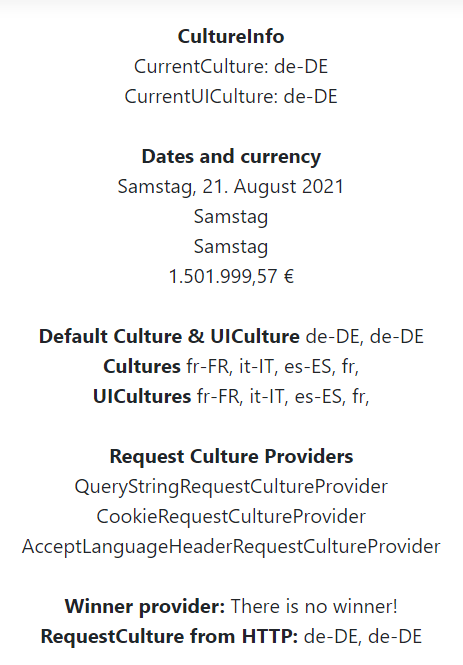 CultureInfo
CurrentCulture: de-DE
CurrentUICulture: de-DE
Dates and currency
Samstag, 21. August 2021
Samstag
Samstag
1.501.999,57 €
Default Culture & UICulture de-DE, de-DE
Cultures fr-FR, it-IT, es-ES, fr,
UICultures fr-FR, it-IT, es-ES, fr,
Request Culture Providers
QueryStringRequestCultureProvider
CookieRequestCultureProvider
AcceptLanguageHeaderRequestCultureProvider
Winner provider: There is no winner!
RequestCulture from HTTP: de-DE, de-DE